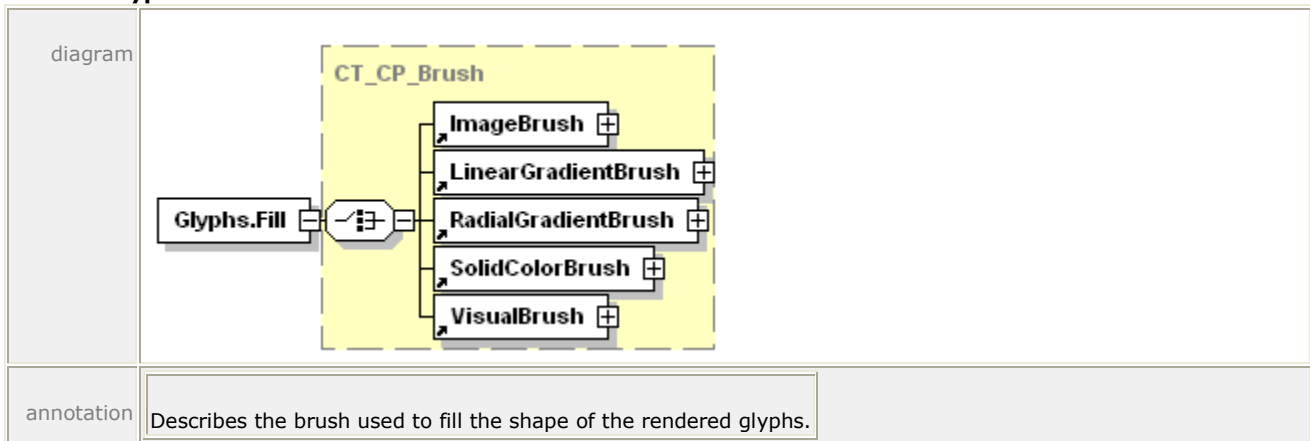 diagram
CT_CP_Brush
ImageBrush
LinearGradientBrush
Glyphs.Fill
RadialGradientBrush
SolidColorBrush
VisualBrush
annotation
Describes the brush used to fill the shape of the rendered glyphs.